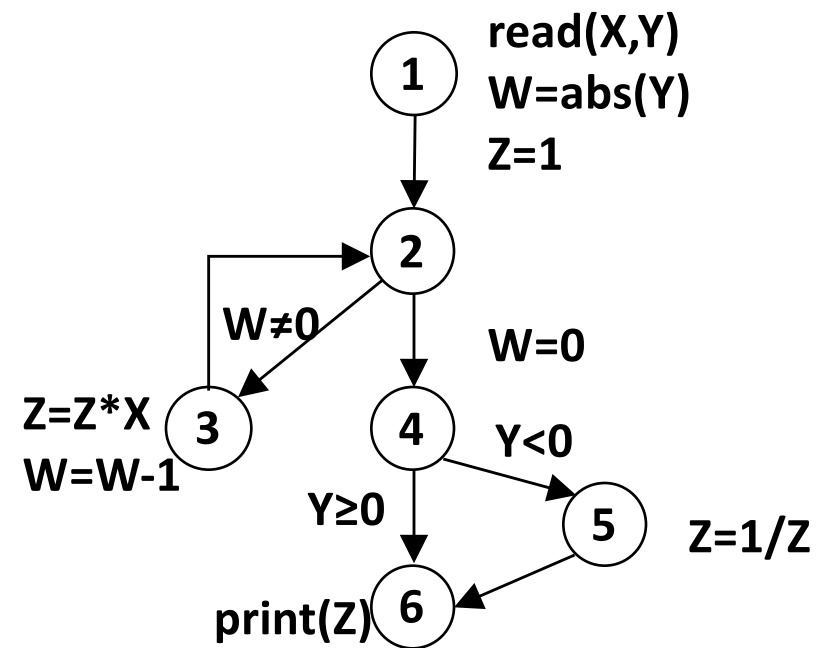 read(X,Y)
1
W=abs(Y)
Z=1
2
W≠0
W=0
Z=Z*X
3
4
Y<0
W=W-1
Y≥0
5
Z=1/Z
6
print(Z)